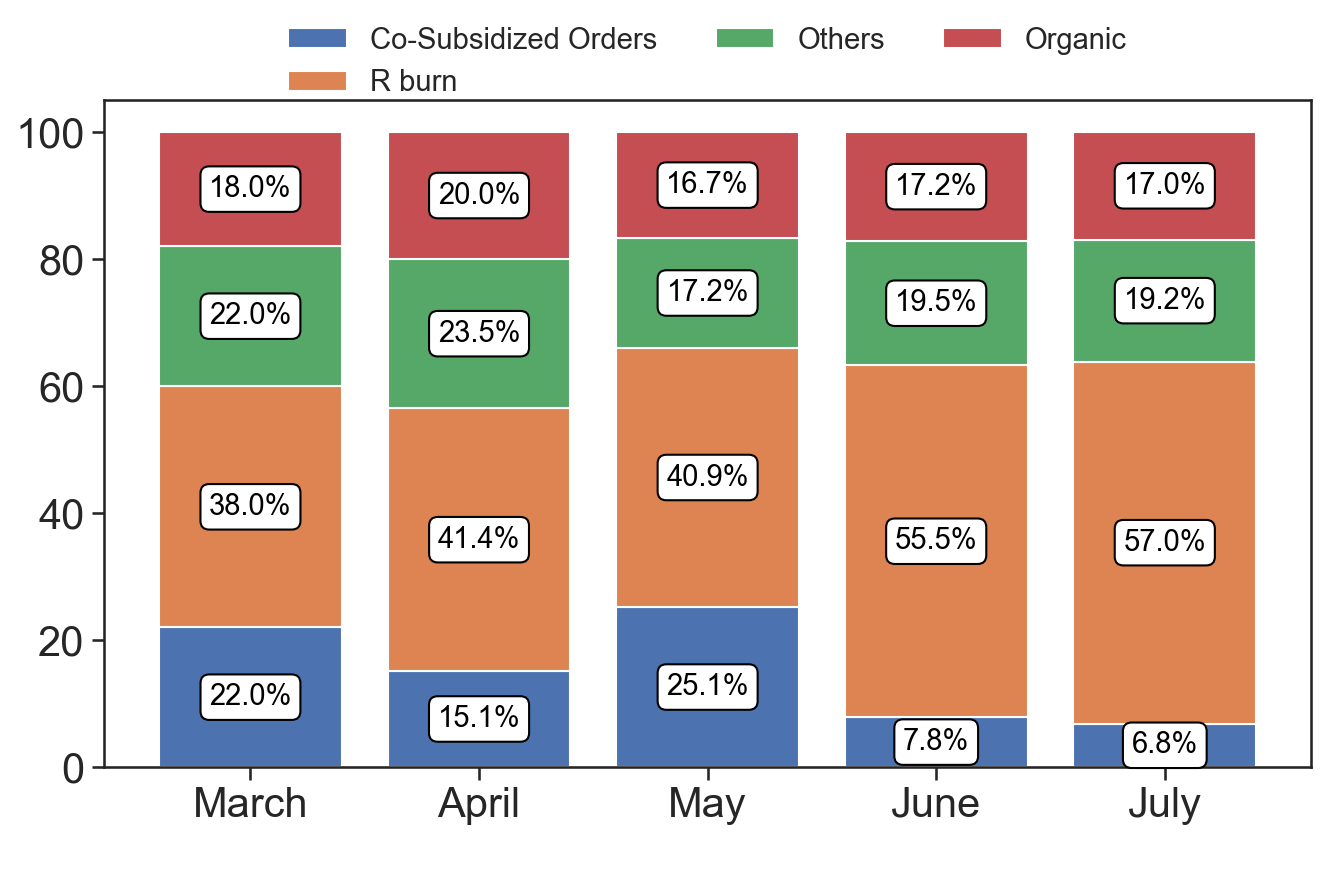 Co-Subsidized Orders Others Organic
R burn
100
80
60
40
20
0
18.0% 20.0% 16.7% 17.2% 17.0%
22.0% 23.5% 17.2% 19.5% 19.2%
38.0% 41.4% 40.9% 55.5% 57.0%
22.0% 15.1% 25.1% 7.8% 6.8%
March April May June July